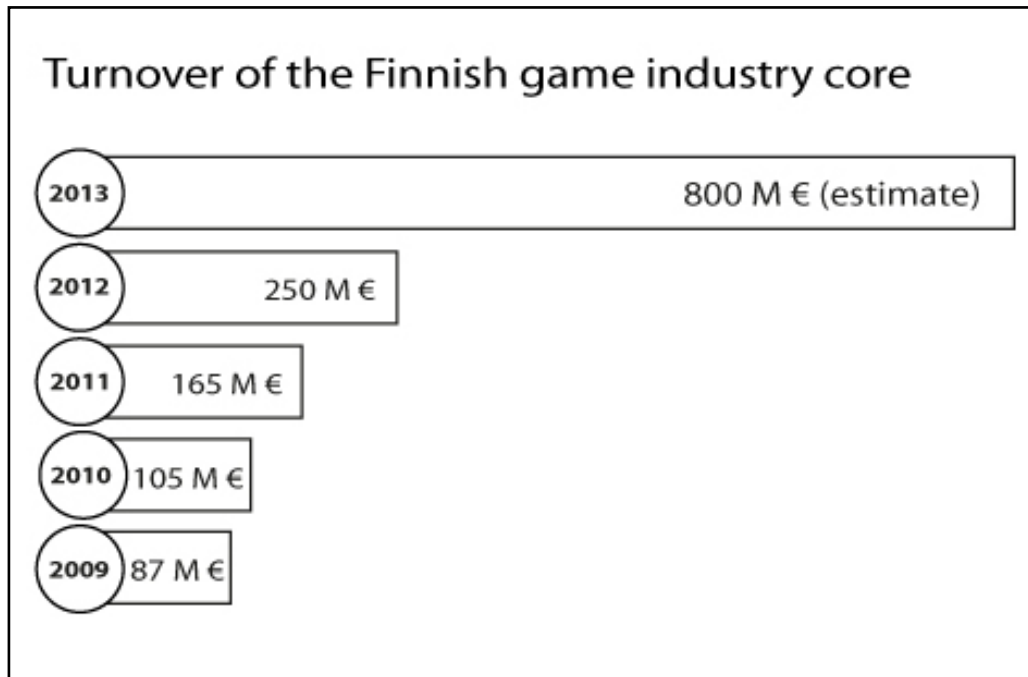 Turnover of the Finnish game industry core
2013 800 M € (estimate)
2012 250 M €
2011 165 M €
2010 105 M €
2009 87 M €